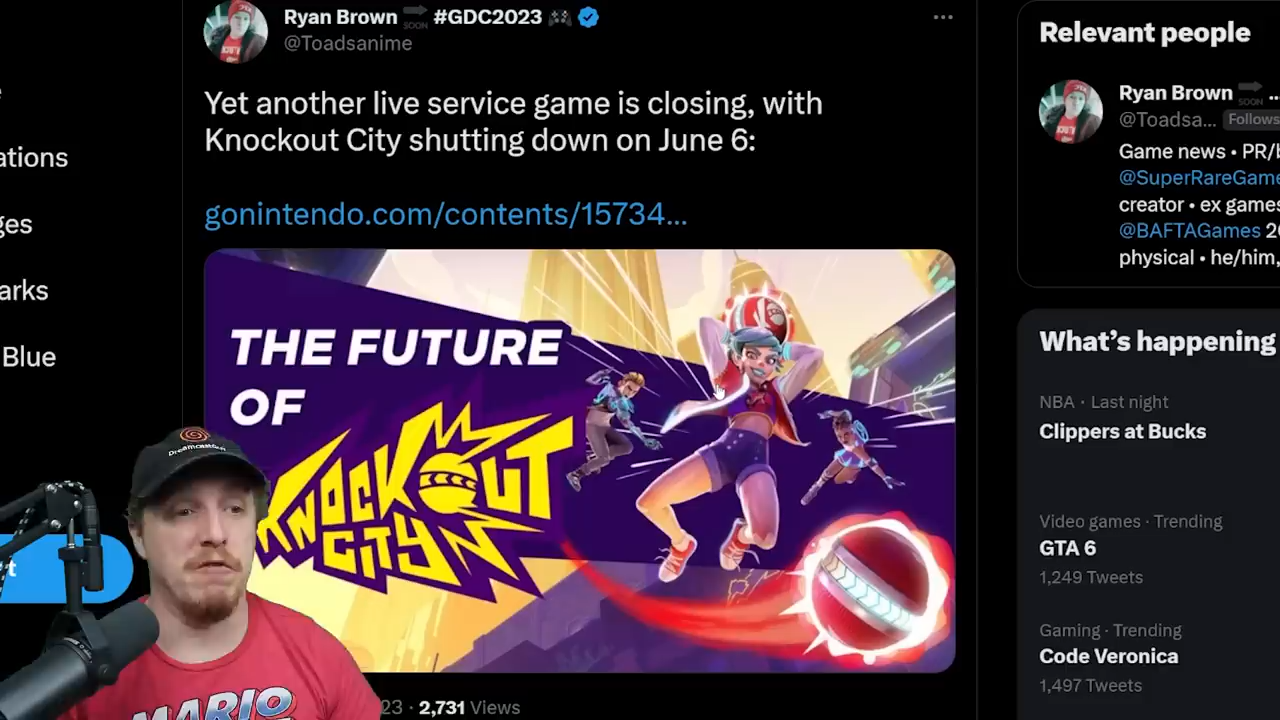 Ryan Brown SOON #GDC2023
@Toadsanime
Yet another live service game is closing, with
Knockout City shutting down on June 6:
gonintendo.com/contents/15734...
THE FUTURE
OF
KNOCKOUT
CITY
23 · 2,731 Views
ations
ges
arks
Blue
t
Dreamcast
MARIO
Relevant people
Ryan Brown SOON ...
@Toadsa... Follows
Game news • PR/
@SuperRareGame
creator • ex games
@BAFTAGames 20
physical • he/him,
What's happening
NBA · Last night
Clippers at Bucks
Video games · Trending
GTA 6
1,249 Tweets
Gaming · Trending
Code Veronica
1,497 Tweets